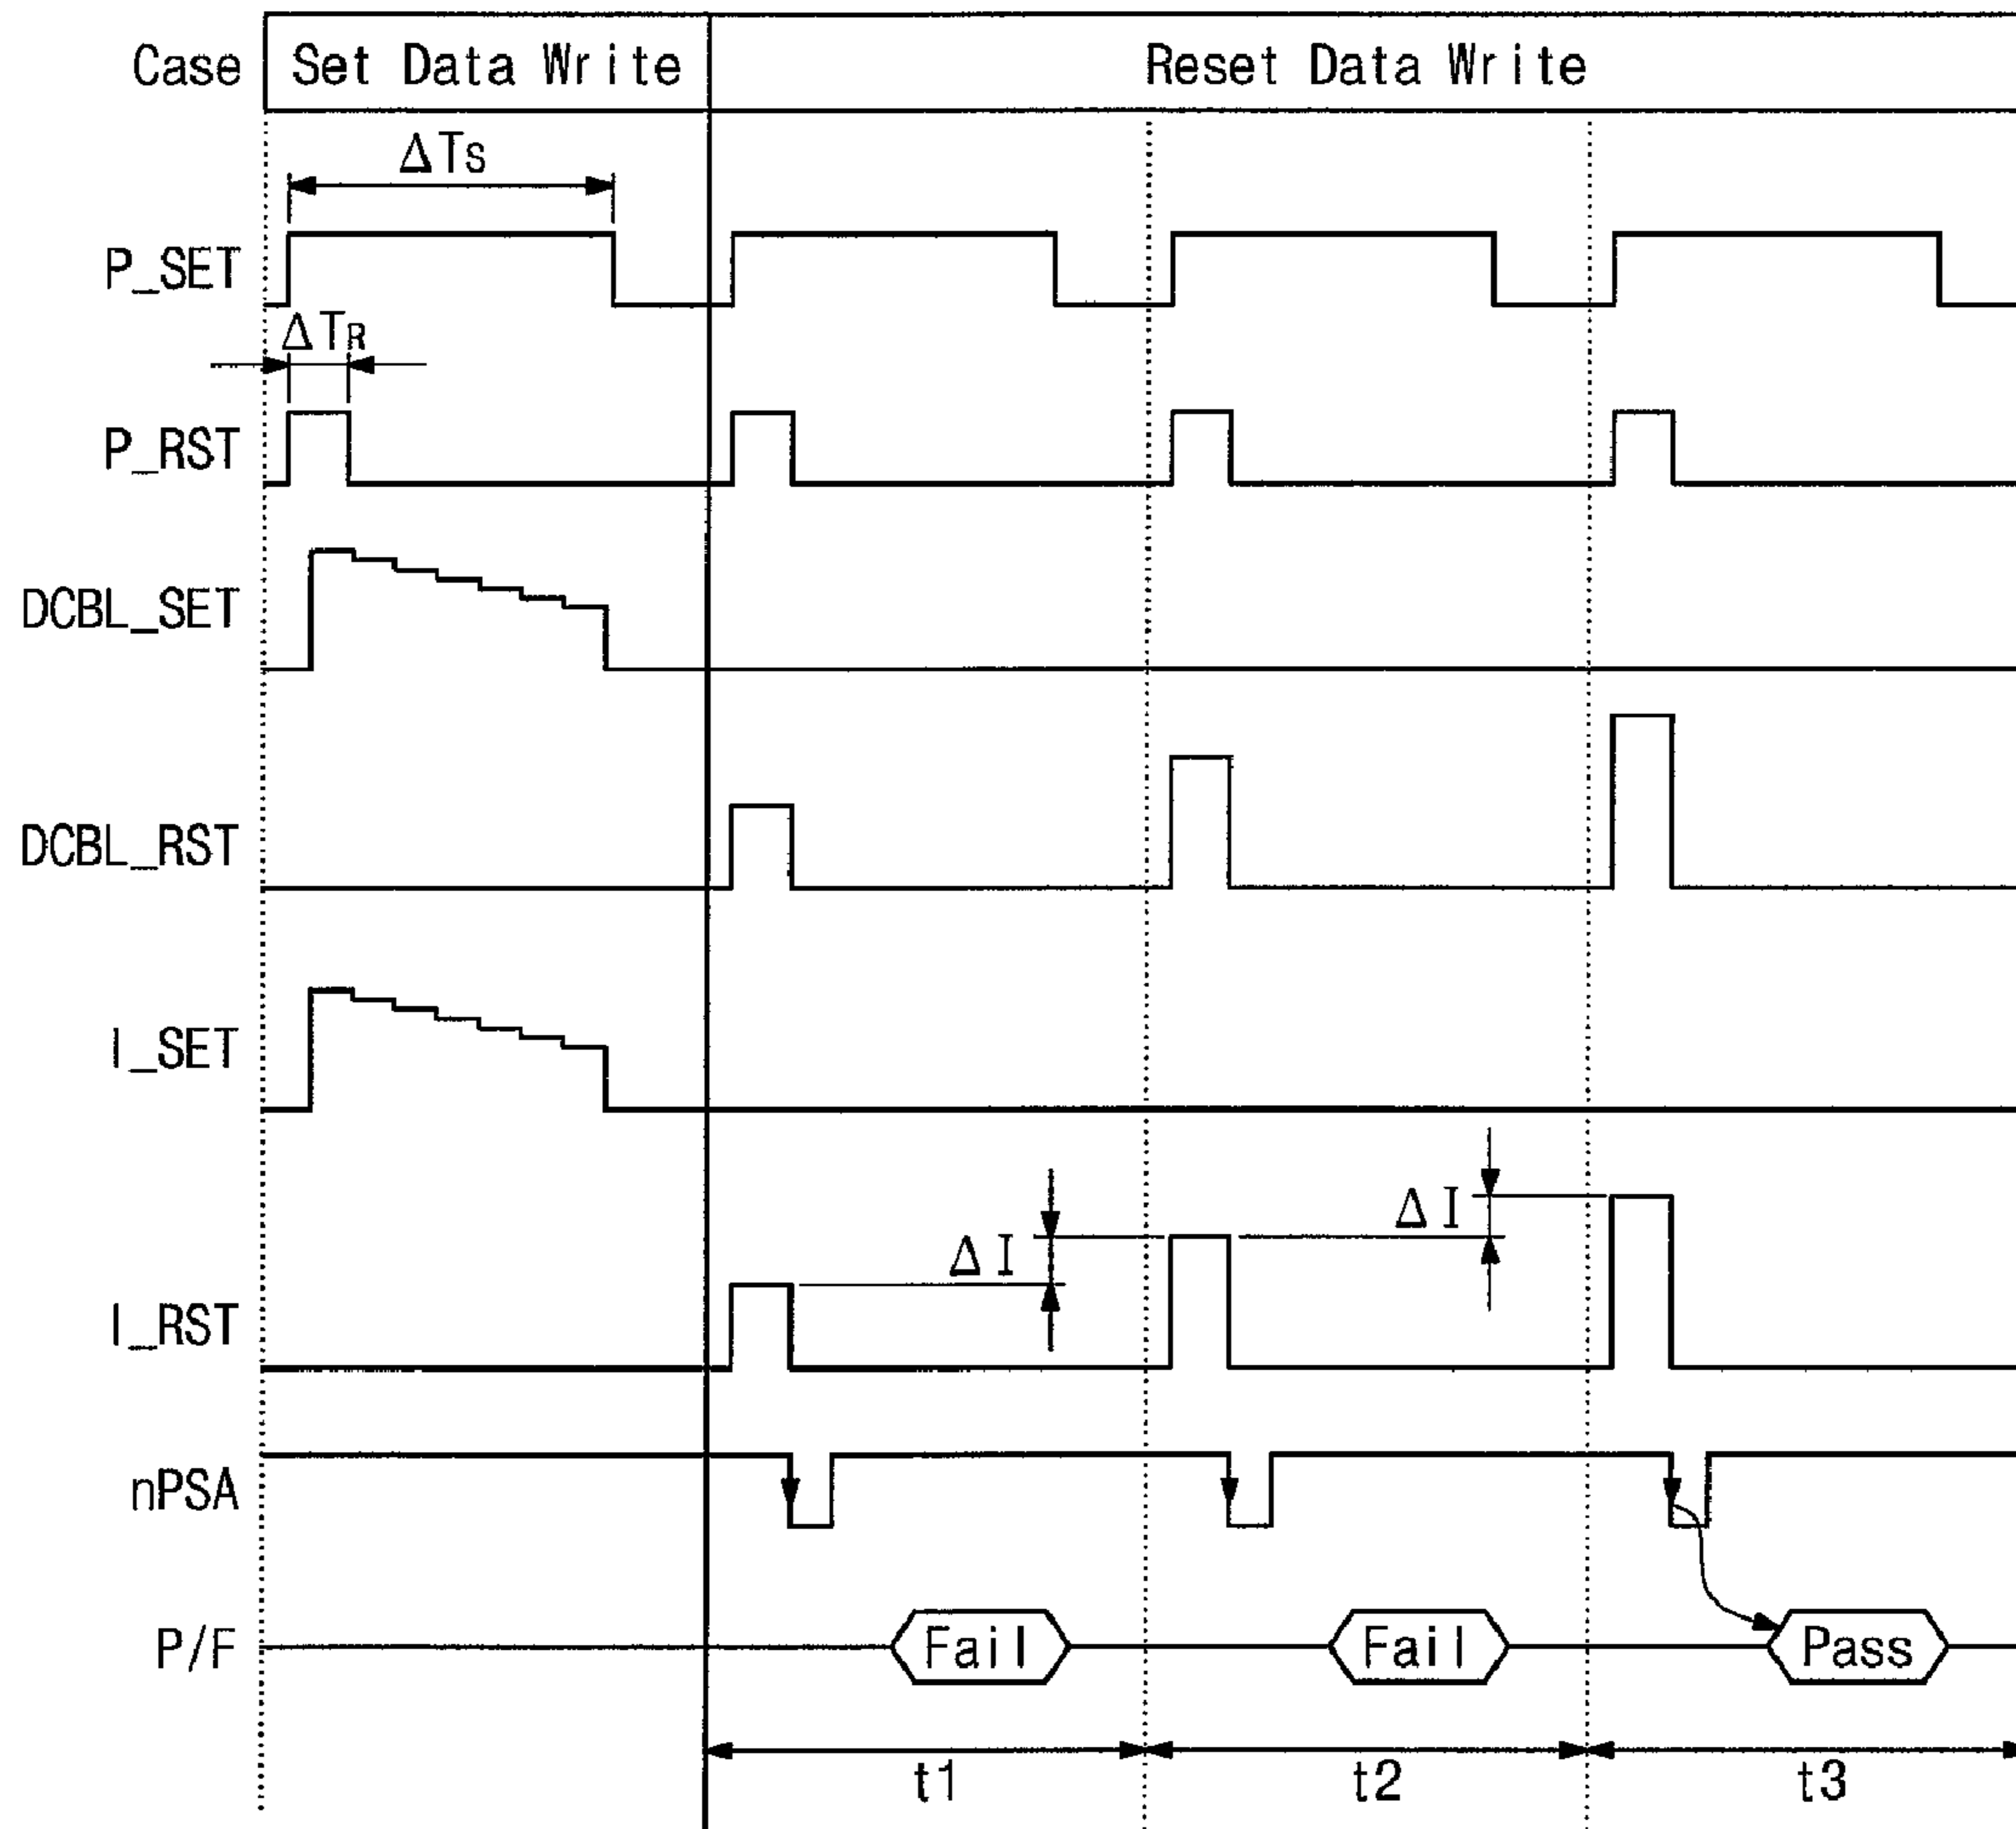 Case Set Data Write Reset Data Write
ΔTS
P_SET
ΔTR
P_RST
DCBL_SET
DCBL_RST
I_SET
ΔI
ΔI
I_RST
nPSA
P/F Fail Fail Pass
t1 t2 t3